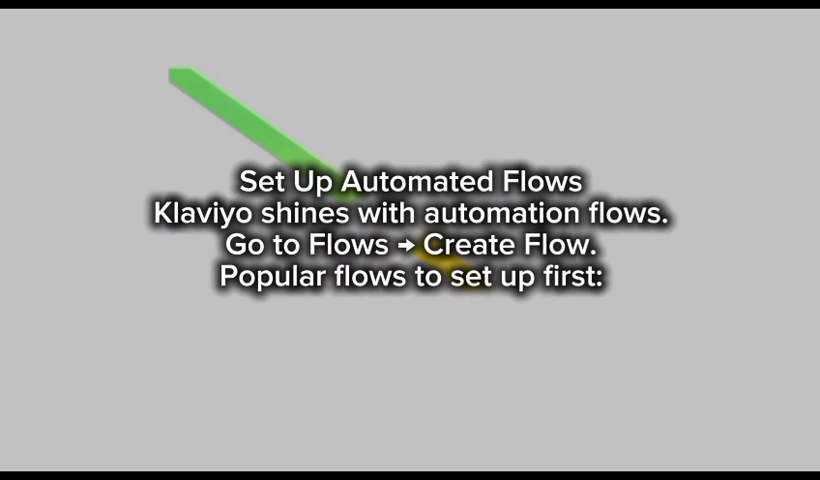 Set Up Automated Flows
Klaviyo shines with automation flows.
Go to Flows → Create Flow.
Popular flows to set up first: